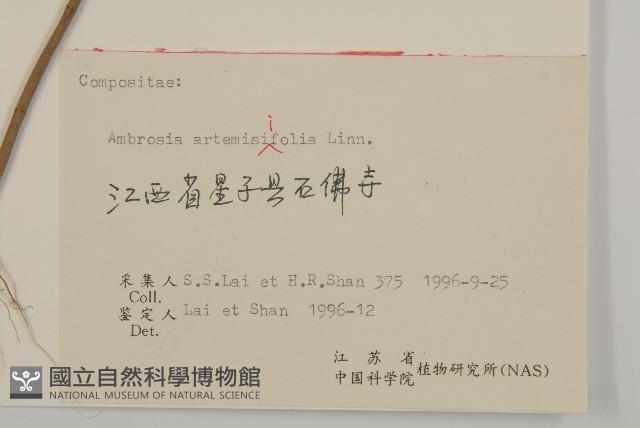 Compositae:
i
Ambrosia artemisifolia Linn.
江西省星子县石佛寺
采集人 S.S.Lai et H.R.Shan 375 1996-9-25
Coll.
鉴定人 Lai et Shan 1996-12
Det.
江苏省
中国科学院 植物研究所(NAS)
國立自然科學博物館
NATIONAL MUSEUM OF NATURAL SCIENCE